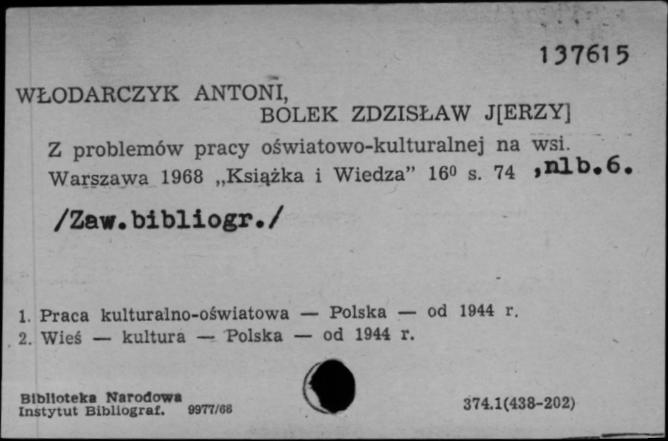 137615
WŁODARCZYK ANTONI,
BOLEK ZDZISŁAW J[ERZY]
Z problemów pracy oświatowo-kulturalnej na wsi.
Warszawa 1968 „Książka i Wiedza” 16⁰ s. 74 ,nlb.6.
/Zaw.bibliogr./
1. Praca kulturalno-oświatowa — Polska — od 1944 r.
2. Wieś — kultura — Polska — od 1944 r.
Biblioteka Narodowa
Instytut Bibliograf. 9977/68
374.1(438-202)